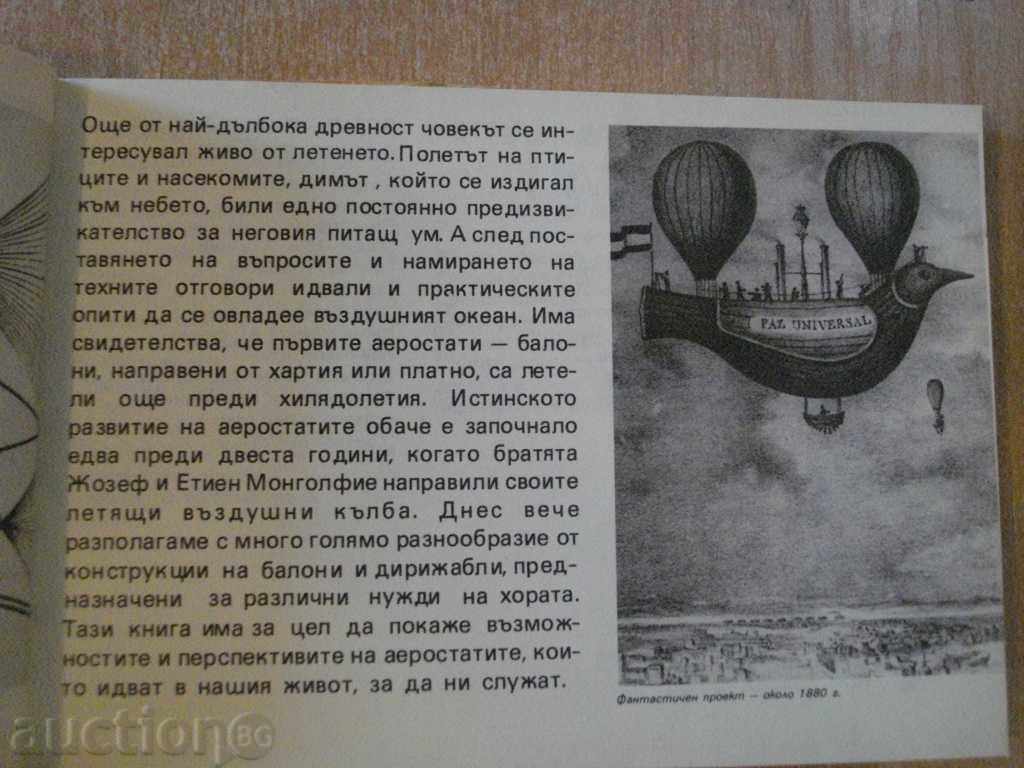 Още от най-дълбока древност човекът се ин-
тересувал живо от летенето. Полетът на пти-
ците и насекомите, димът , който се издигал
към небето, били едно постоянно предизви-
кателство за неговия питащ ум. А след пос-
тавянето на въпросите и намирането на
техните отговори идвали и практическите
опити да се овладее въздушният океан. Има
свидетелства, че първите аеростати — бало-
ни, направени от хартия или платно, са лете-
ли още преди хилядолетия. Истинското
развитие на аеростатите обаче е започнало
едва преди двеста години, когато братята
Жозеф и Етиен Монголфие направили своите
летящи въздушни кълба. Днес вече
разполагаме с много голямо разнообразие от
конструкции на балони и дирижабли, пред-
назначени за различни нужди на хората.
Тази книга има за цел да покаже възмож-
ностите и перспективите на аеростатите, кои-
то идват в нашия живот, за да ни служат.
PAZ UNIVERSAL
Фантастичен проект — около 1880 г.
auction BG